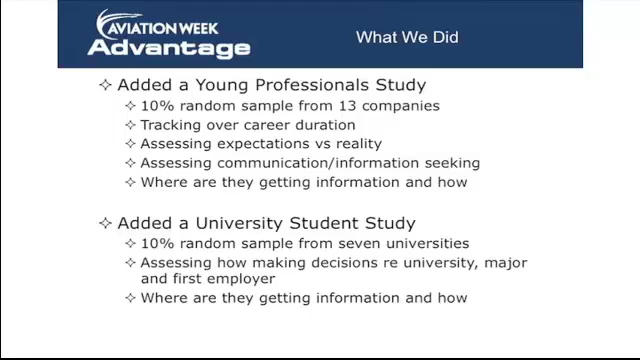 AVIATION WEEK
Advantage
What We Did
Added a Young Professionals Study
10% random sample from 13 companies
Tracking over career duration
Assessing expectations vs reality
Assessing communication/information seeking
Where are they getting information and how
Added a University Student Study
10% random sample from seven universities
Assessing how making decisions re university, major
and first employer
Where are they getting information and how